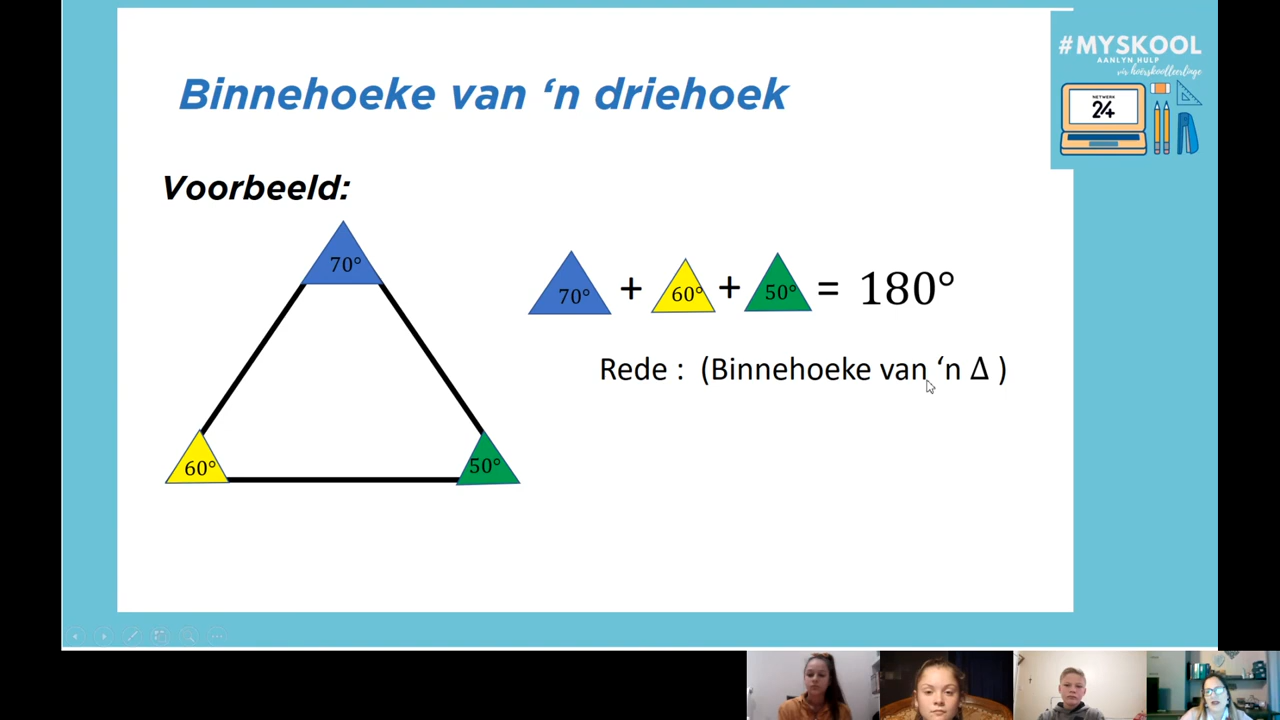 Binnehoeke van ‘n driehoek
#MYSKOOL
AANLYN HULP
vir hoërskoolleerlinge
NETWERK
24
Voorbeeld:
70°
60°
50°
70° + 60° + 50° = 180°
Rede : (Binnehoeke van ‘n Δ )